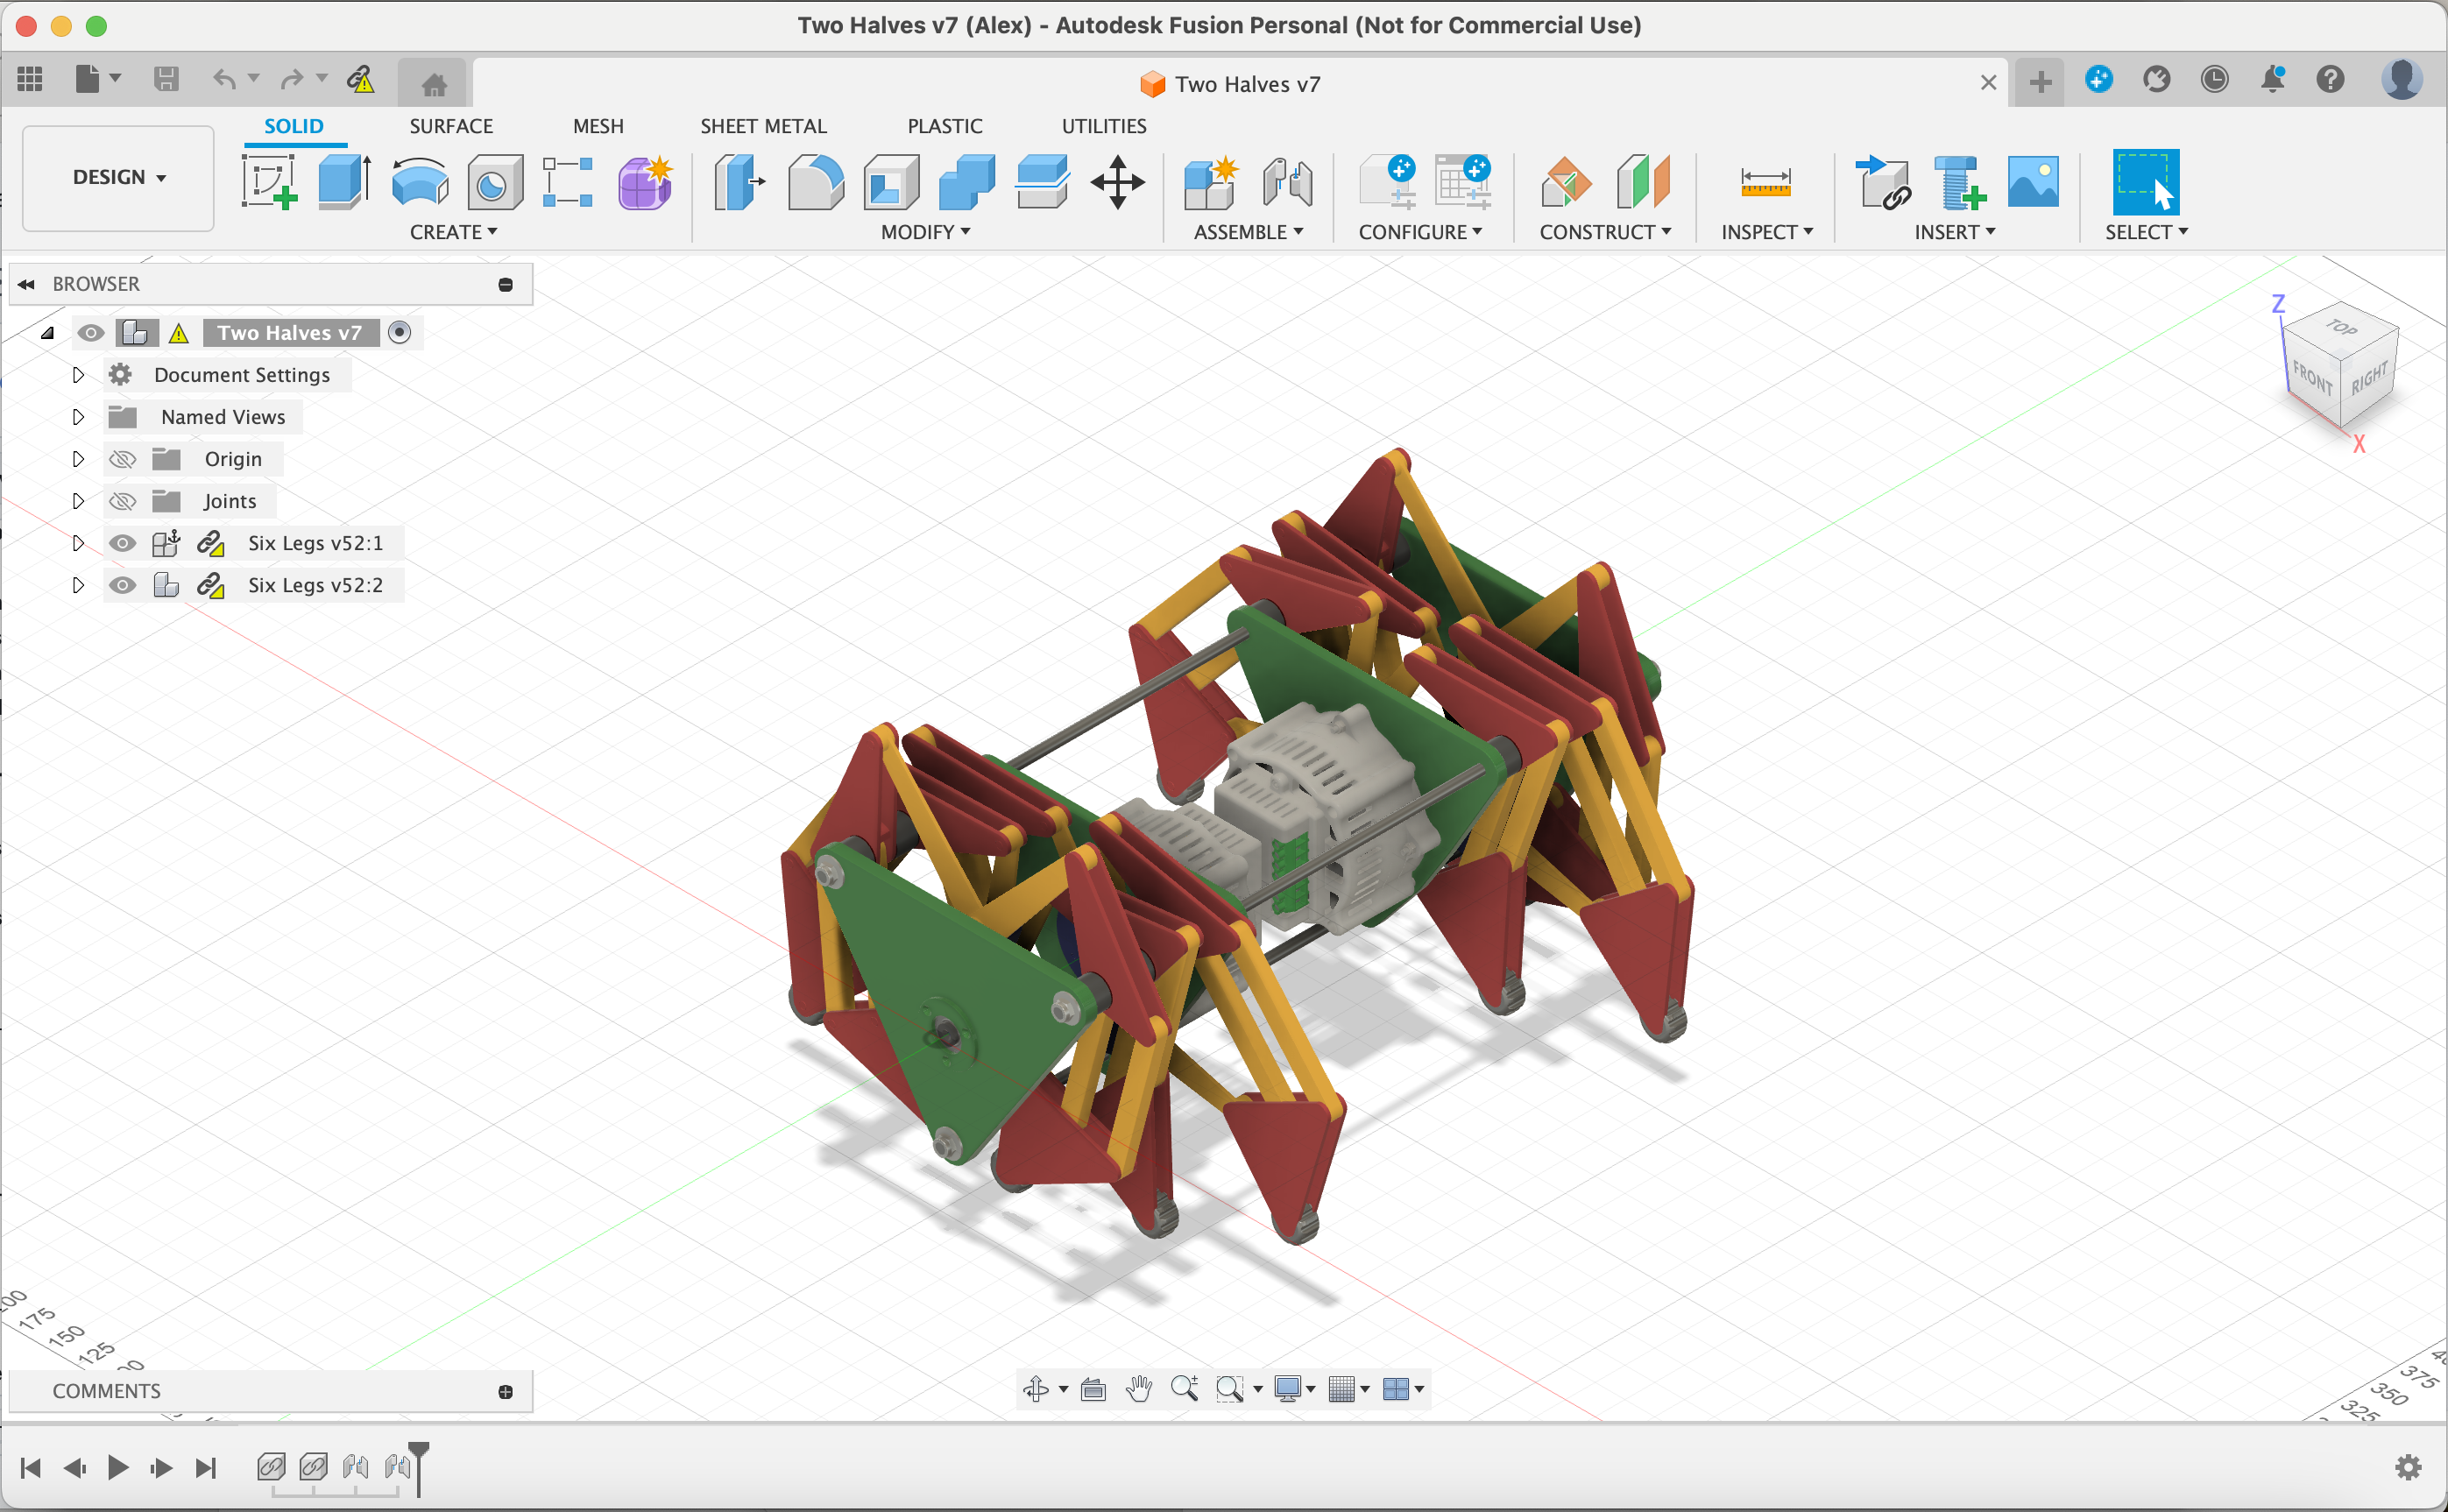 Two Halves v7 (Alex) - Autodesk Fusion Personal (Not for Commercial Use)
Two Halves v7
DESIGN
SOLID
SURFACE
MESH
SHEET METAL
PLASTIC
UTILITIES
CREATE
MODIFY
ASSEMBLE
CONFIGURE
CONSTRUCT
INSPECT
INSERT
SELECT
BROWSER
Two Halves v7
Document Settings
Named Views
Origin
Joints
Six Legs v52:1
Six Legs v52:2
Z
TOP
FRONT
RIGHT
X
175
150
125
375
350
325
COMMENTS